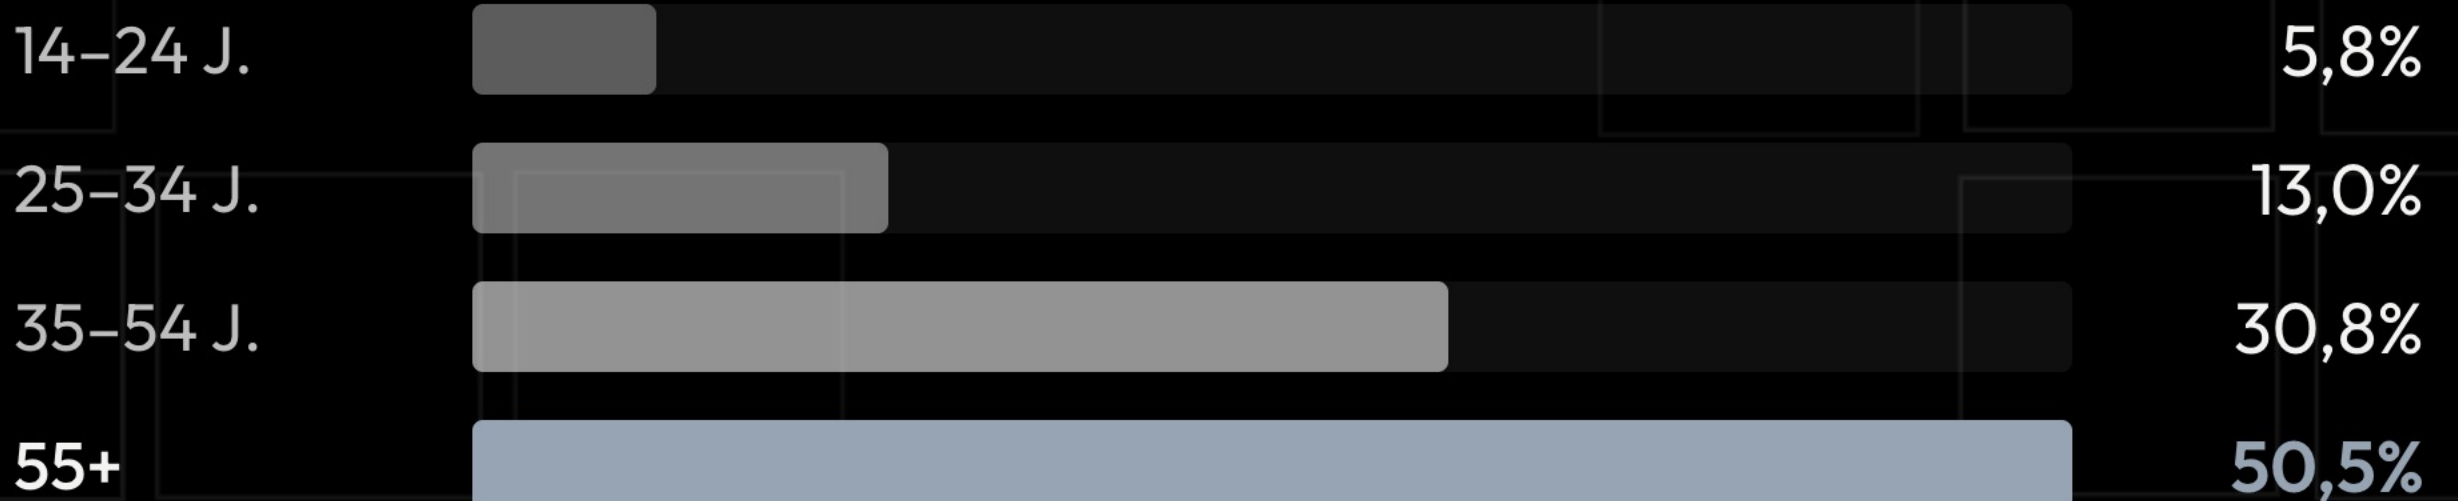 14–24 J. 5,8%
25–34 J. 13,0%
35–54 J. 30,8%
55+ 50,5%